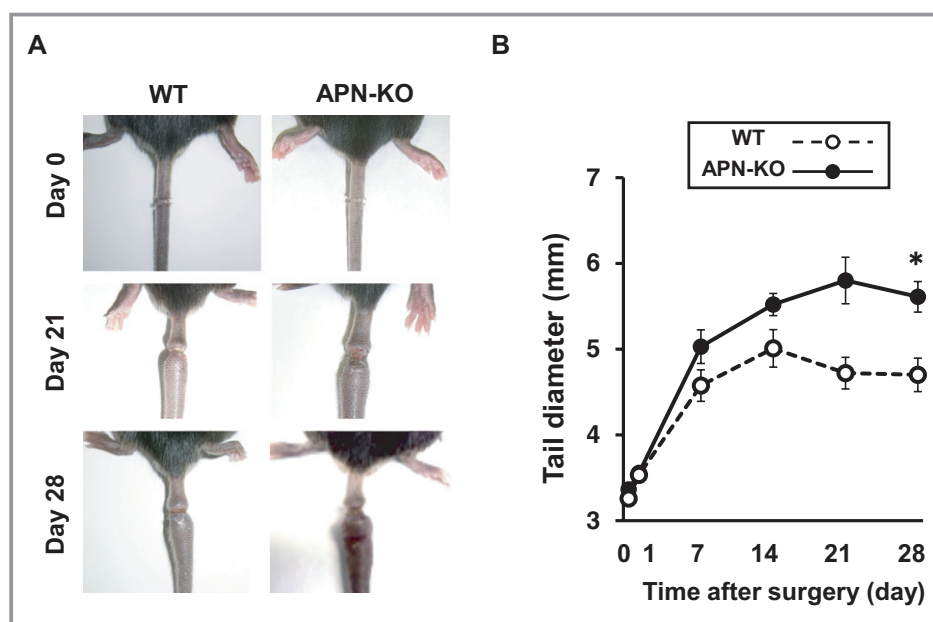 A
WT
APN-KO
Day 0
Day 21
Day 28
B
WT
APN-KO
Tail diameter (mm)
7
6
5
4
3
*
0 1 7 14 21 28
Time after surgery (day)